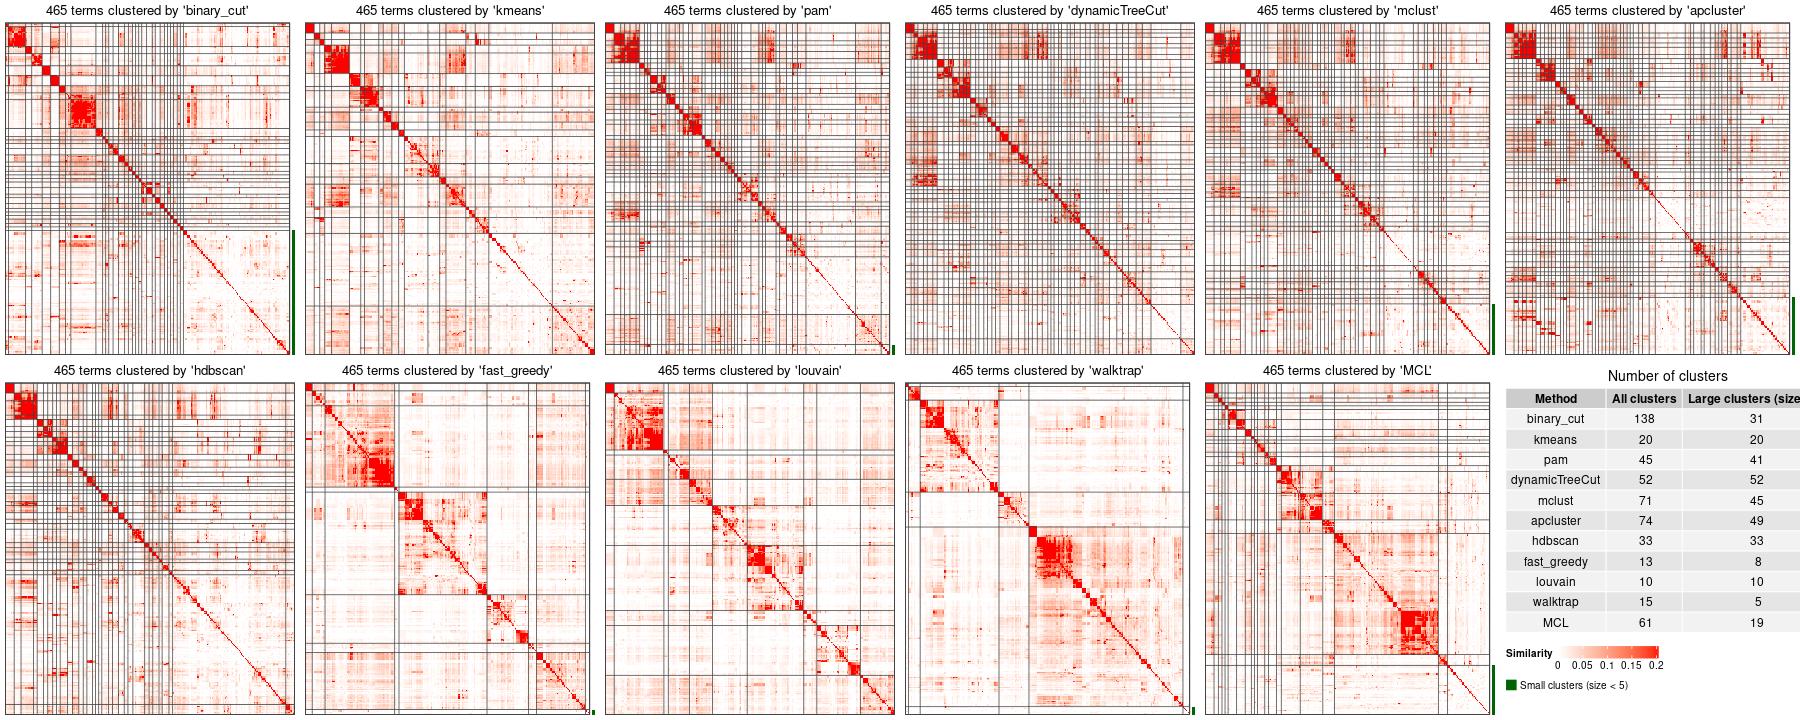 465 terms clustered by 'binary_cut'
465 terms clustered by 'kmeans'
465 terms clustered by 'pam'
465 terms clustered by 'dynamicTreeCut'
465 terms clustered by 'mclust'
465 terms clustered by 'apcluster'
465 terms clustered by 'hdbscan'
465 terms clustered by 'fast_greedy'
465 terms clustered by 'louvain'
465 terms clustered by 'walktrap'
465 terms clustered by 'MCL'
Number of clusters
Method All clusters Large clusters (size
binary_cut 138 31
kmeans 20 20
pam 45 41
dynamicTreeCut 52 52
mclust 71 45
apcluster 74 49
hdbscan 33 33
fast_greedy 13 8
louvain 10 10
walktrap 15 5
MCL 61 19
Similarity
0 0.05 0.1 0.15 0.2
Small clusters (size < 5)